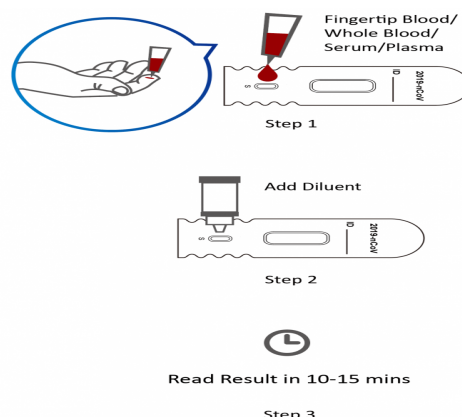 Fingertip Blood/
Whole Blood/
Serum/Plasma
S
ID
2019-nCoV
Step 1
Add Diluent
S
ID
2019-nCoV
Step 2
Read Result in 10-15 mins
Step 3